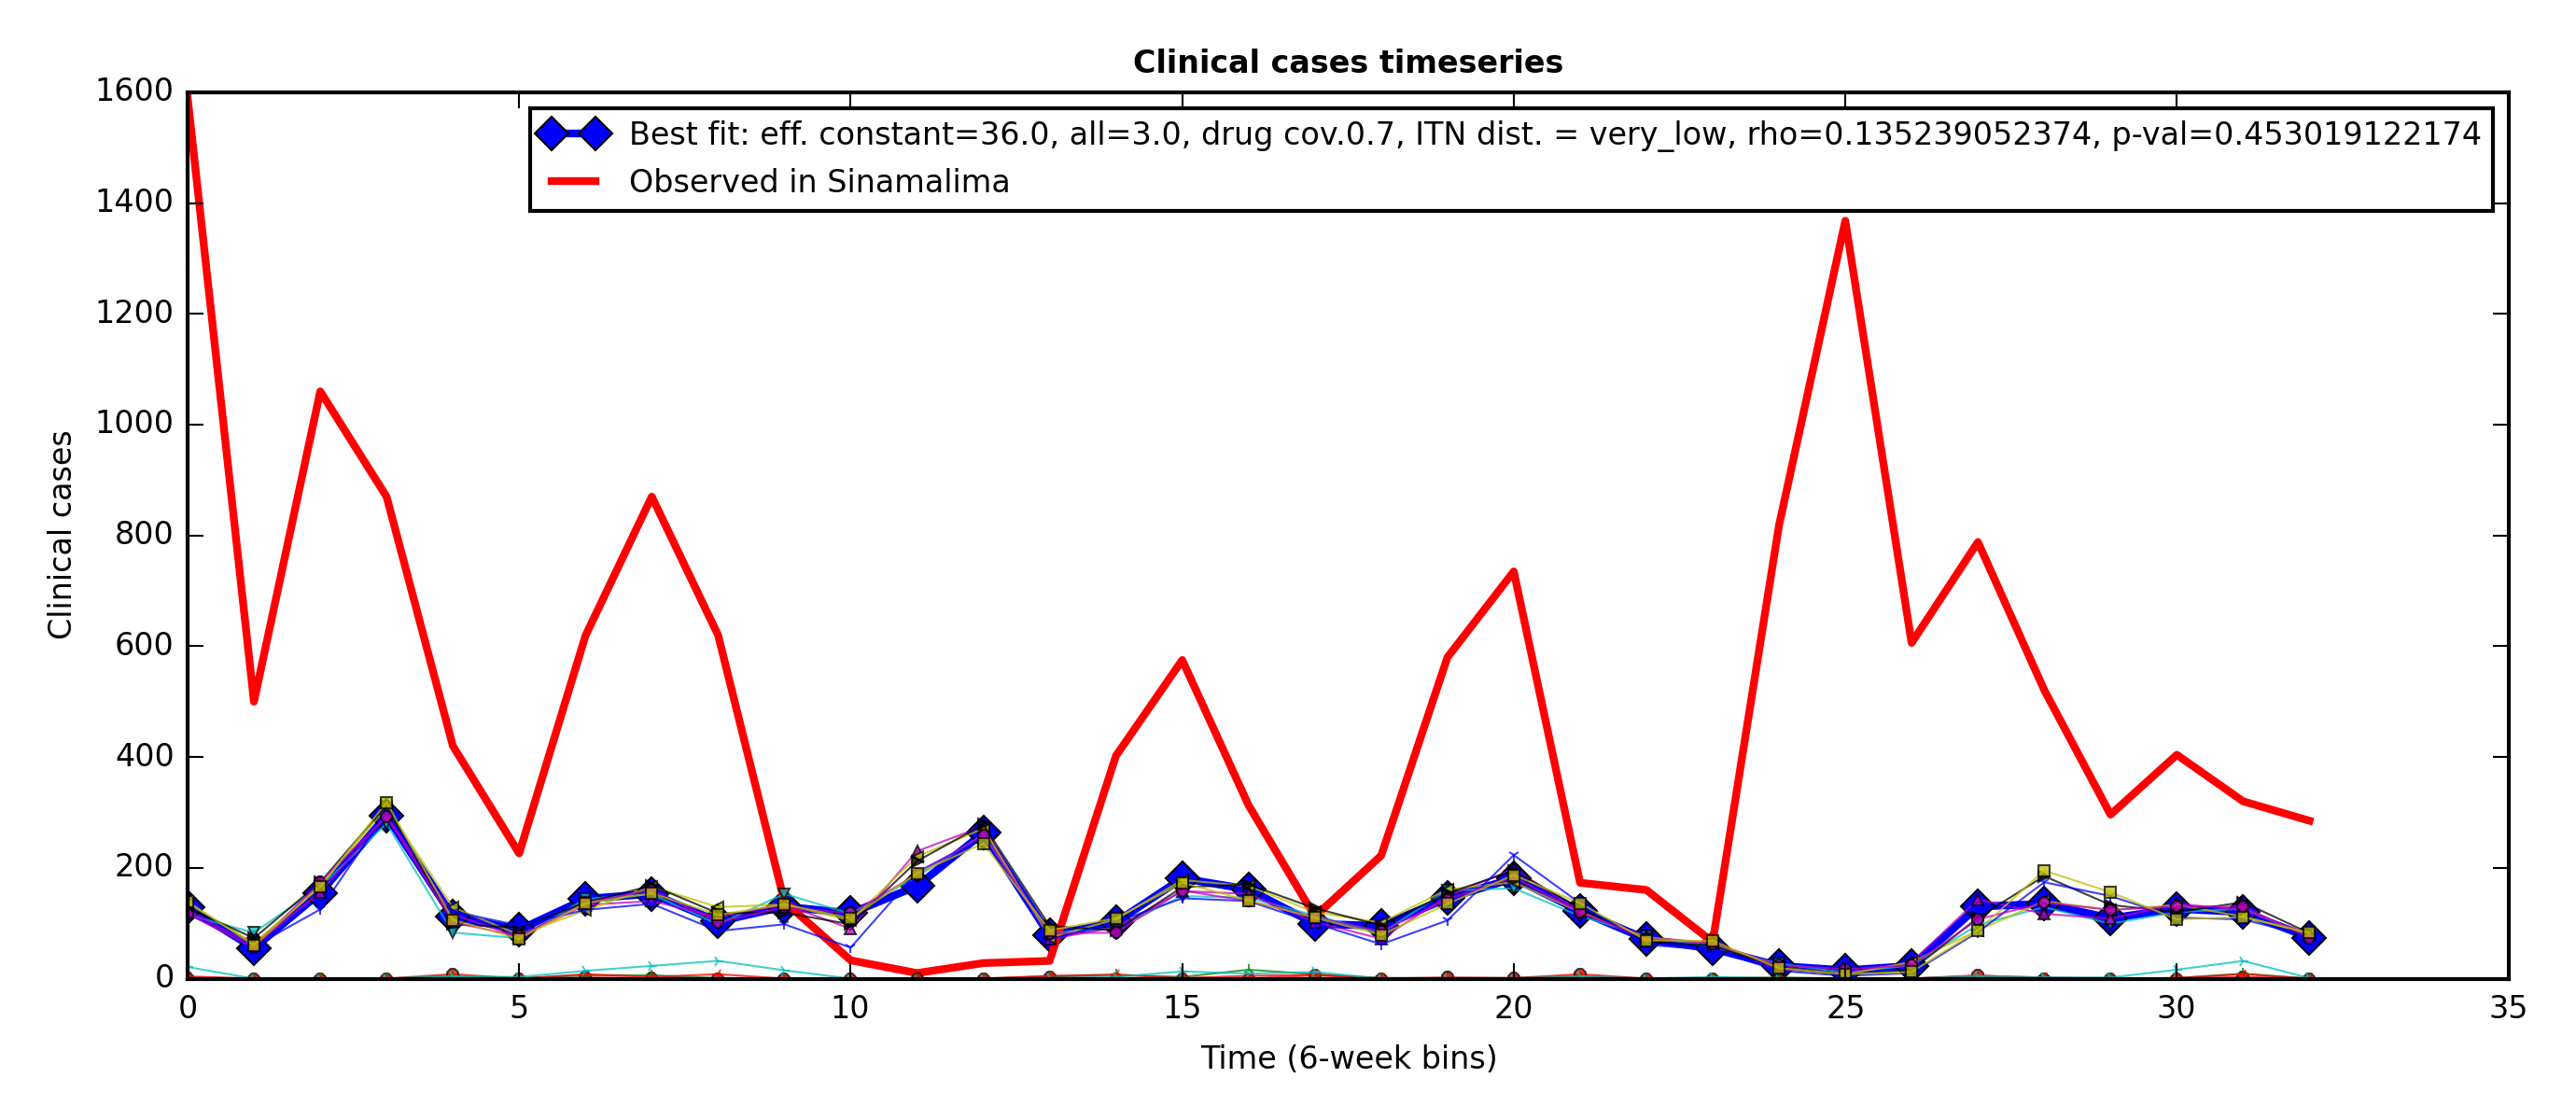 Clinical cases timeseries
1600
1400
1200
1000
800
600
400
200
0
Clinical cases
Best fit: eff. constant=36.0, all=3.0, drug cov.0.7, ITN dist. = very_low, rho=0.135239052374, p-val=0.453019122174
Observed in Sinamalima
0 5 10 15 20 25 30 35
Time (6-week bins)